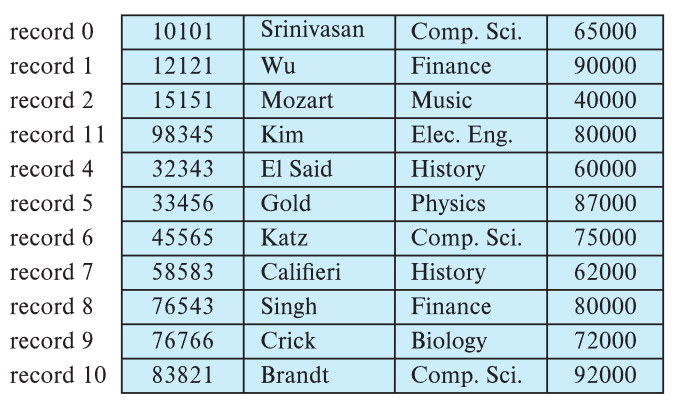 record 0 10101 Srinivasan Comp. Sci. 65000
record 1 12121 Wu Finance 90000
record 2 15151 Mozart Music 40000
record 11 98345 Kim Elec. Eng. 80000
record 4 32343 El Said History 60000
record 5 33456 Gold Physics 87000
record 6 45565 Katz Comp. Sci. 75000
record 7 58583 Califieri History 62000
record 8 76543 Singh Finance 80000
record 9 76766 Crick Biology 72000
record 10 83821 Brandt Comp. Sci. 92000